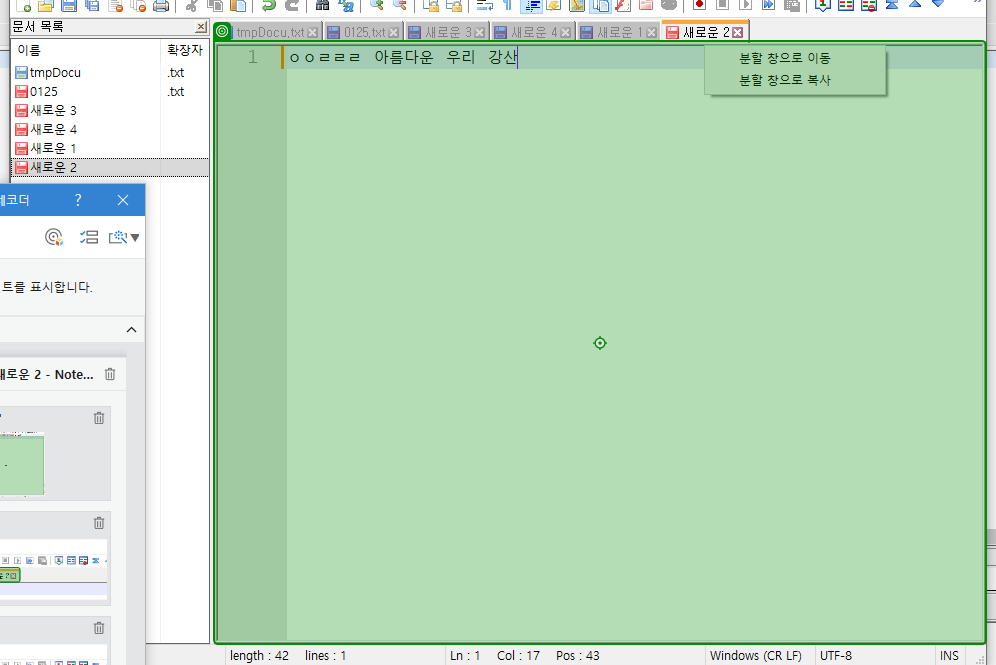 문서 목록
이름 확장자
tmpDocu .txt
0125 .txt
새로운 3
새로운 4
새로운 1
새로운 2
tmpDocu.txt 0125.txt 새로운 3 새로운 4 새로운 1 새로운 2
1 ㅇㅇㄹㄹㄹ 아름다운 우리 강산
분할 창으로 이동
분할 창으로 복사
코더 ?
트를 표시합니다.
새로운 2 - Note...
length : 42 lines : 1 Ln : 1 Col : 17 Pos : 43 Windows (CR LF) UTF-8 INS